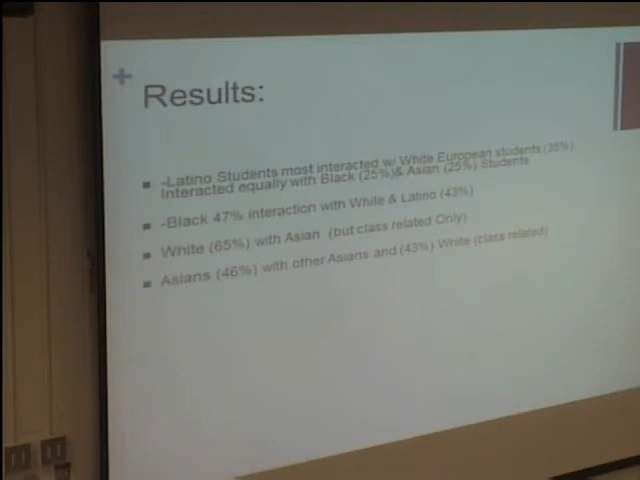 +
Results:
-Latino Students most interacted w/ White European students (35%)
Interacted equally with Black (25%)& Asian (25%) Students
-Black 47% interaction with White & Latino (43%)
White (65%) with Asian (but class related Only)
Asians (46%) with other Asians and (43%) White (class related)